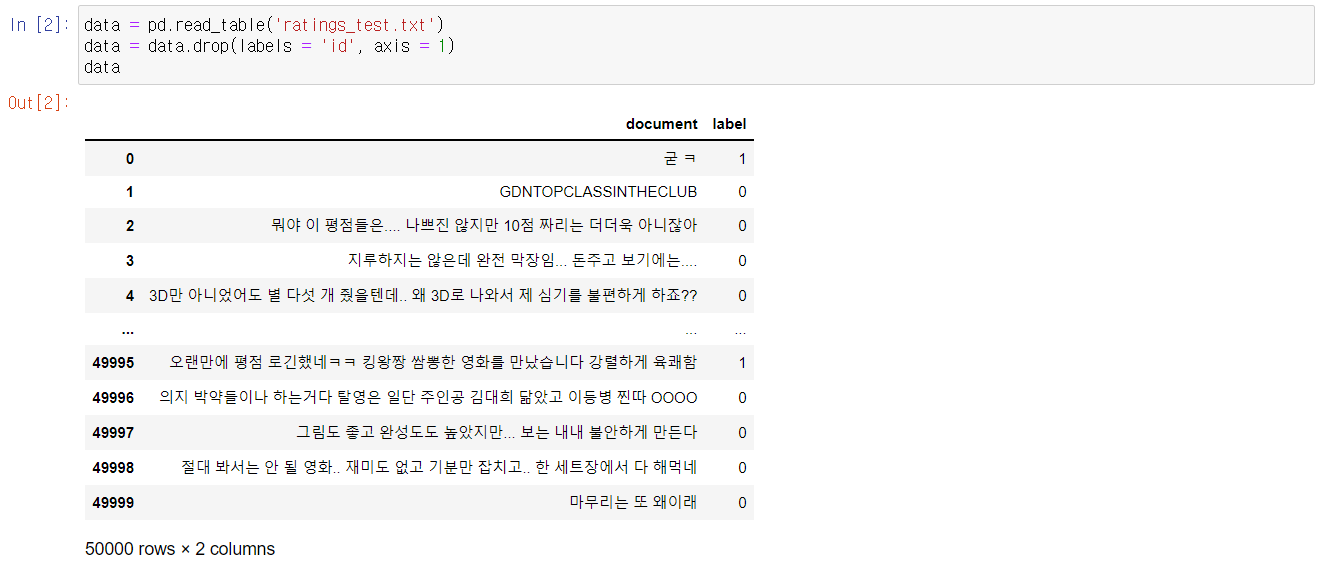 In [2]: data = pd.read_table('ratings_test.txt')
data = data.drop(labels = 'id', axis = 1)
data
Out[2]:
document label
0 굳 ㅋ 1
1 GDNTOPCLASSINTHECLUB 0
2 뭐야 이 평점들은.... 나쁘진 않지만 10점 짜리는 더더욱 아니잖아 0
3 지루하지는 않은데 완전 막장임... 돈주고 보기에는.... 0
4 3D만 아니었어도 별 다섯 개 줬을텐데.. 왜 3D로 나와서 제 심기를 불편하게 하죠?? 0
... ... ...
49995 오랜만에 평점 로긴했네ㅋㅋ 킹왕짱 쌈뽕한 영화를 만났습니다 강렬하게 육쾌함 1
49996 의지 박약들이나 하는거다 탈영은 일단 주인공 김대희 닮았고 이등병 찐따 OOOO 0
49997 그림도 좋고 완성도도 높았지만... 보는 내내 불안하게 만든다 0
49998 절대 봐서는 안 될 영화.. 재미도 없고 기분만 잡치고.. 한 세트장에서 다 해먹네 0
49999 마무리는 또 왜이래 0
50000 rows × 2 columns